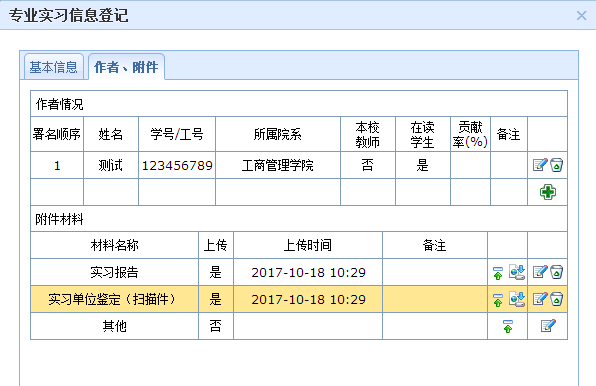 专业实习信息登记
基本信息 作者、附件
作者情况
署名顺序 姓名 学号/工号 所属院系 本校教师 在读学生 贡献率(%) 备注
1 测试 123456789 工商管理学院 否 是
附件材料
材料名称 上传 上传时间 备注
实习报告 是 2017-10-18 10:29
实习单位鉴定（扫描件） 是 2017-10-18 10:29
其他 否